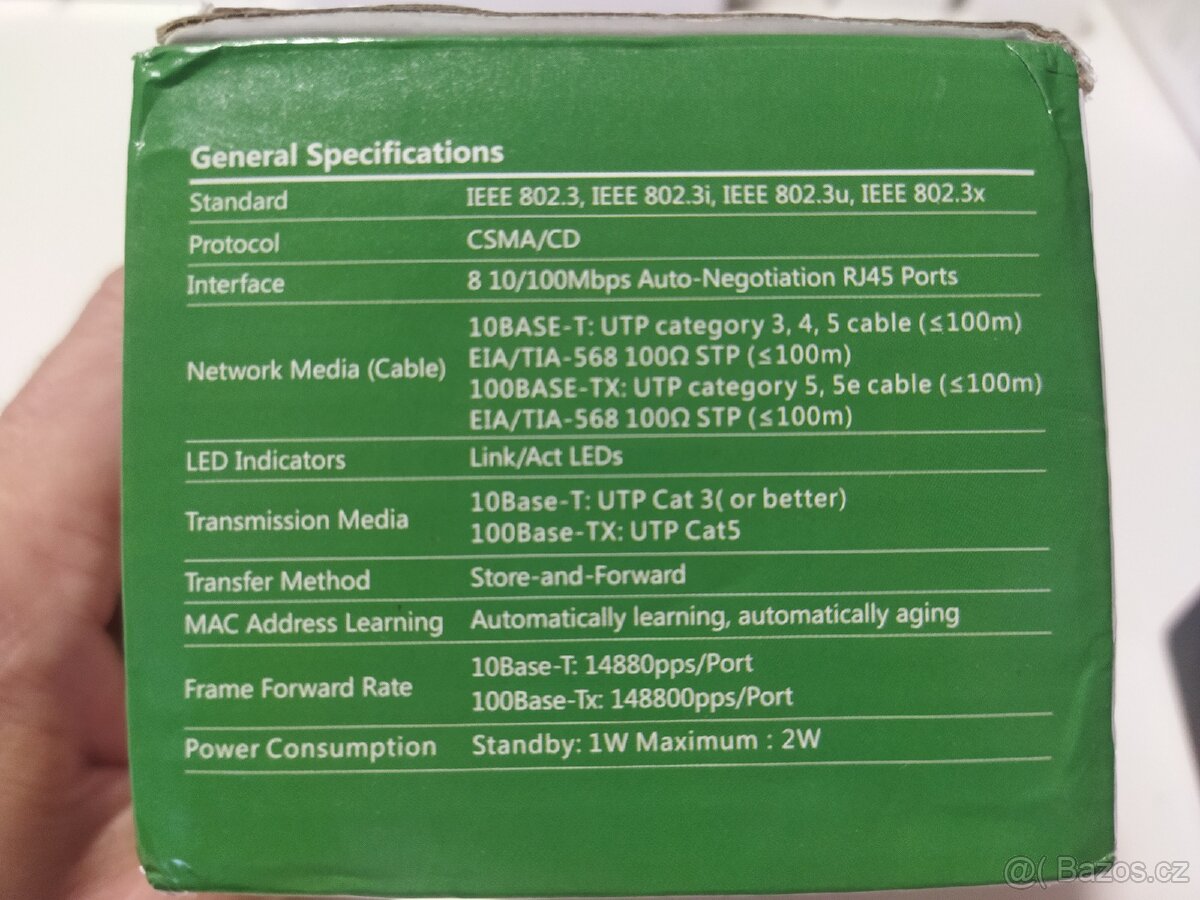 General Specifications
Standard IEEE 802.3, IEEE 802.3i, IEEE 802.3u, IEEE 802.3x
Protocol CSMA/CD
Interface 8 10/100Mbps Auto-Negotiation RJ45 Ports
Network Media (Cable) 10BASE-T: UTP category 3, 4, 5 cable (≤100m)
EIA/TIA-568 100Ω STP (≤100m)
100BASE-TX: UTP category 5, 5e cable (≤100m)
EIA/TIA-568 100Ω STP (≤100m)
LED Indicators Link/Act LEDs
Transmission Media 10Base-T: UTP Cat 3( or better)
100Base-TX: UTP Cat5
Transfer Method Store-and-Forward
MAC Address Learning Automatically learning, automatically aging
Frame Forward Rate 10Base-T: 14880pps/Port
100Base-Tx: 148800pps/Port
Power Consumption Standby: 1W Maximum : 2W
@( Bazos.cz